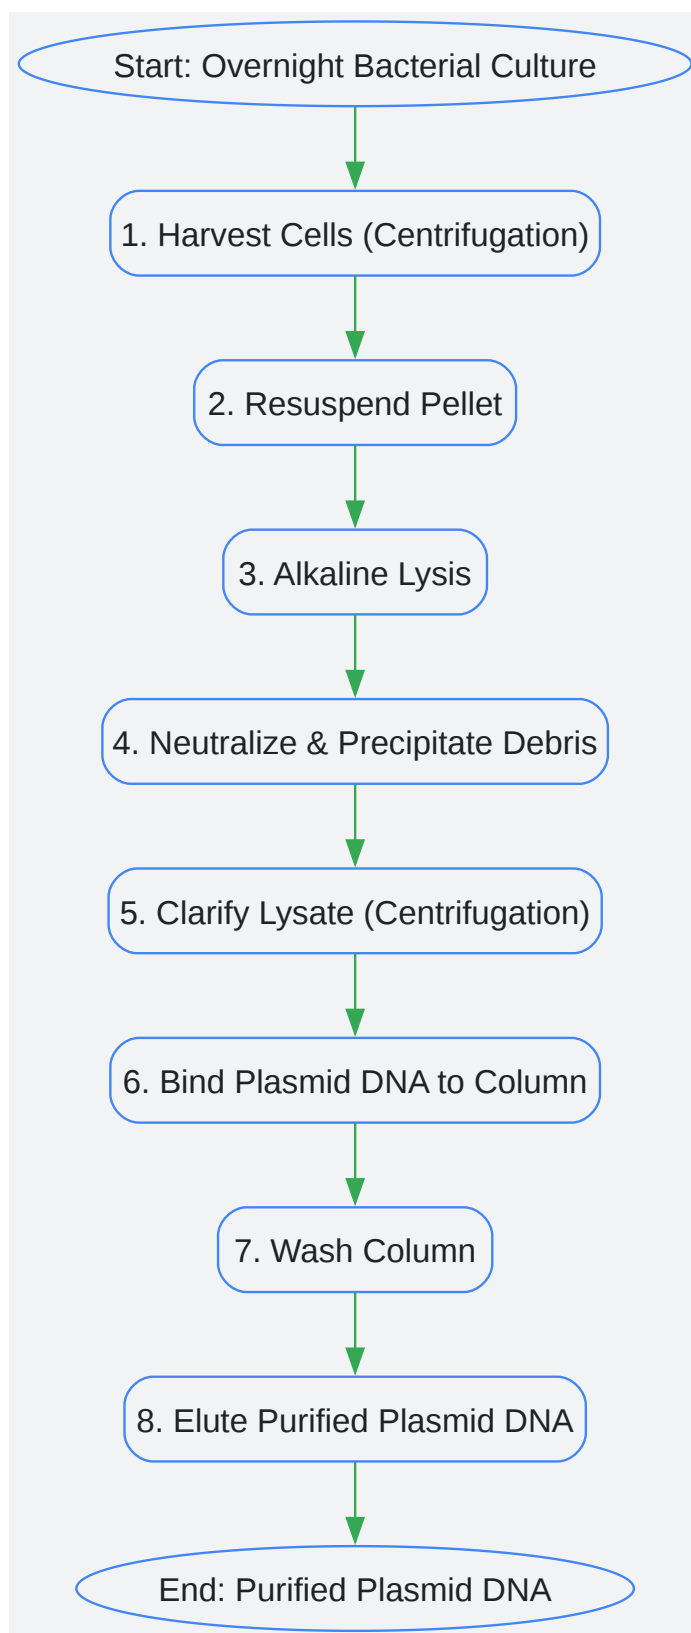 Start: Overnight Bacterial Culture
1. Harvest Cells (Centrifugation)
2. Resuspend Pellet
3. Alkaline Lysis
4. Neutralize & Precipitate Debris
5. Clarify Lysate (Centrifugation)
6. Bind Plasmid DNA to Column
7. Wash Column
8. Elute Purified Plasmid DNA
End: Purified Plasmid DNA